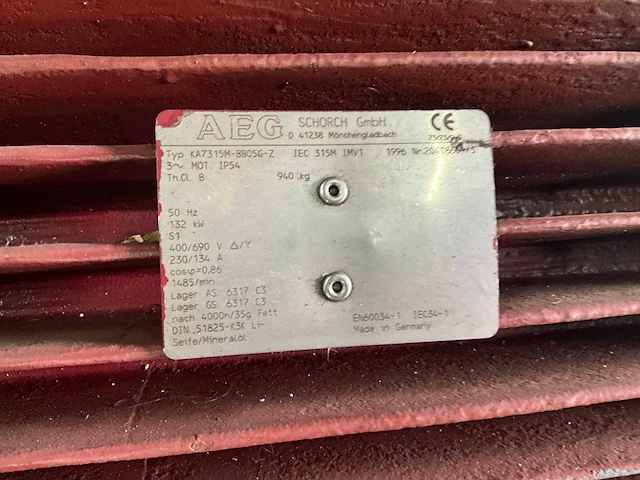 AEG SCHORCH GmbH
D 41238 Mönchengladbach
CE
Typ KA7315M-BB05G-Z IEC 315M IMV1 1996 Nr.
3~ MOT. IP54
Th.Cl. B 940 kg
50 Hz
132 kW
S1
400/690 V Δ/Y
230/134 A
cosφ=0,86
1485/min
Lager AS 6317 C3
Lager GS 6317 C3
nach 4000h/35g Fett
DIN 51825-K3K Li-
Seife/Mineralöl
EN60034-1 IEC34-1
Made in Germany